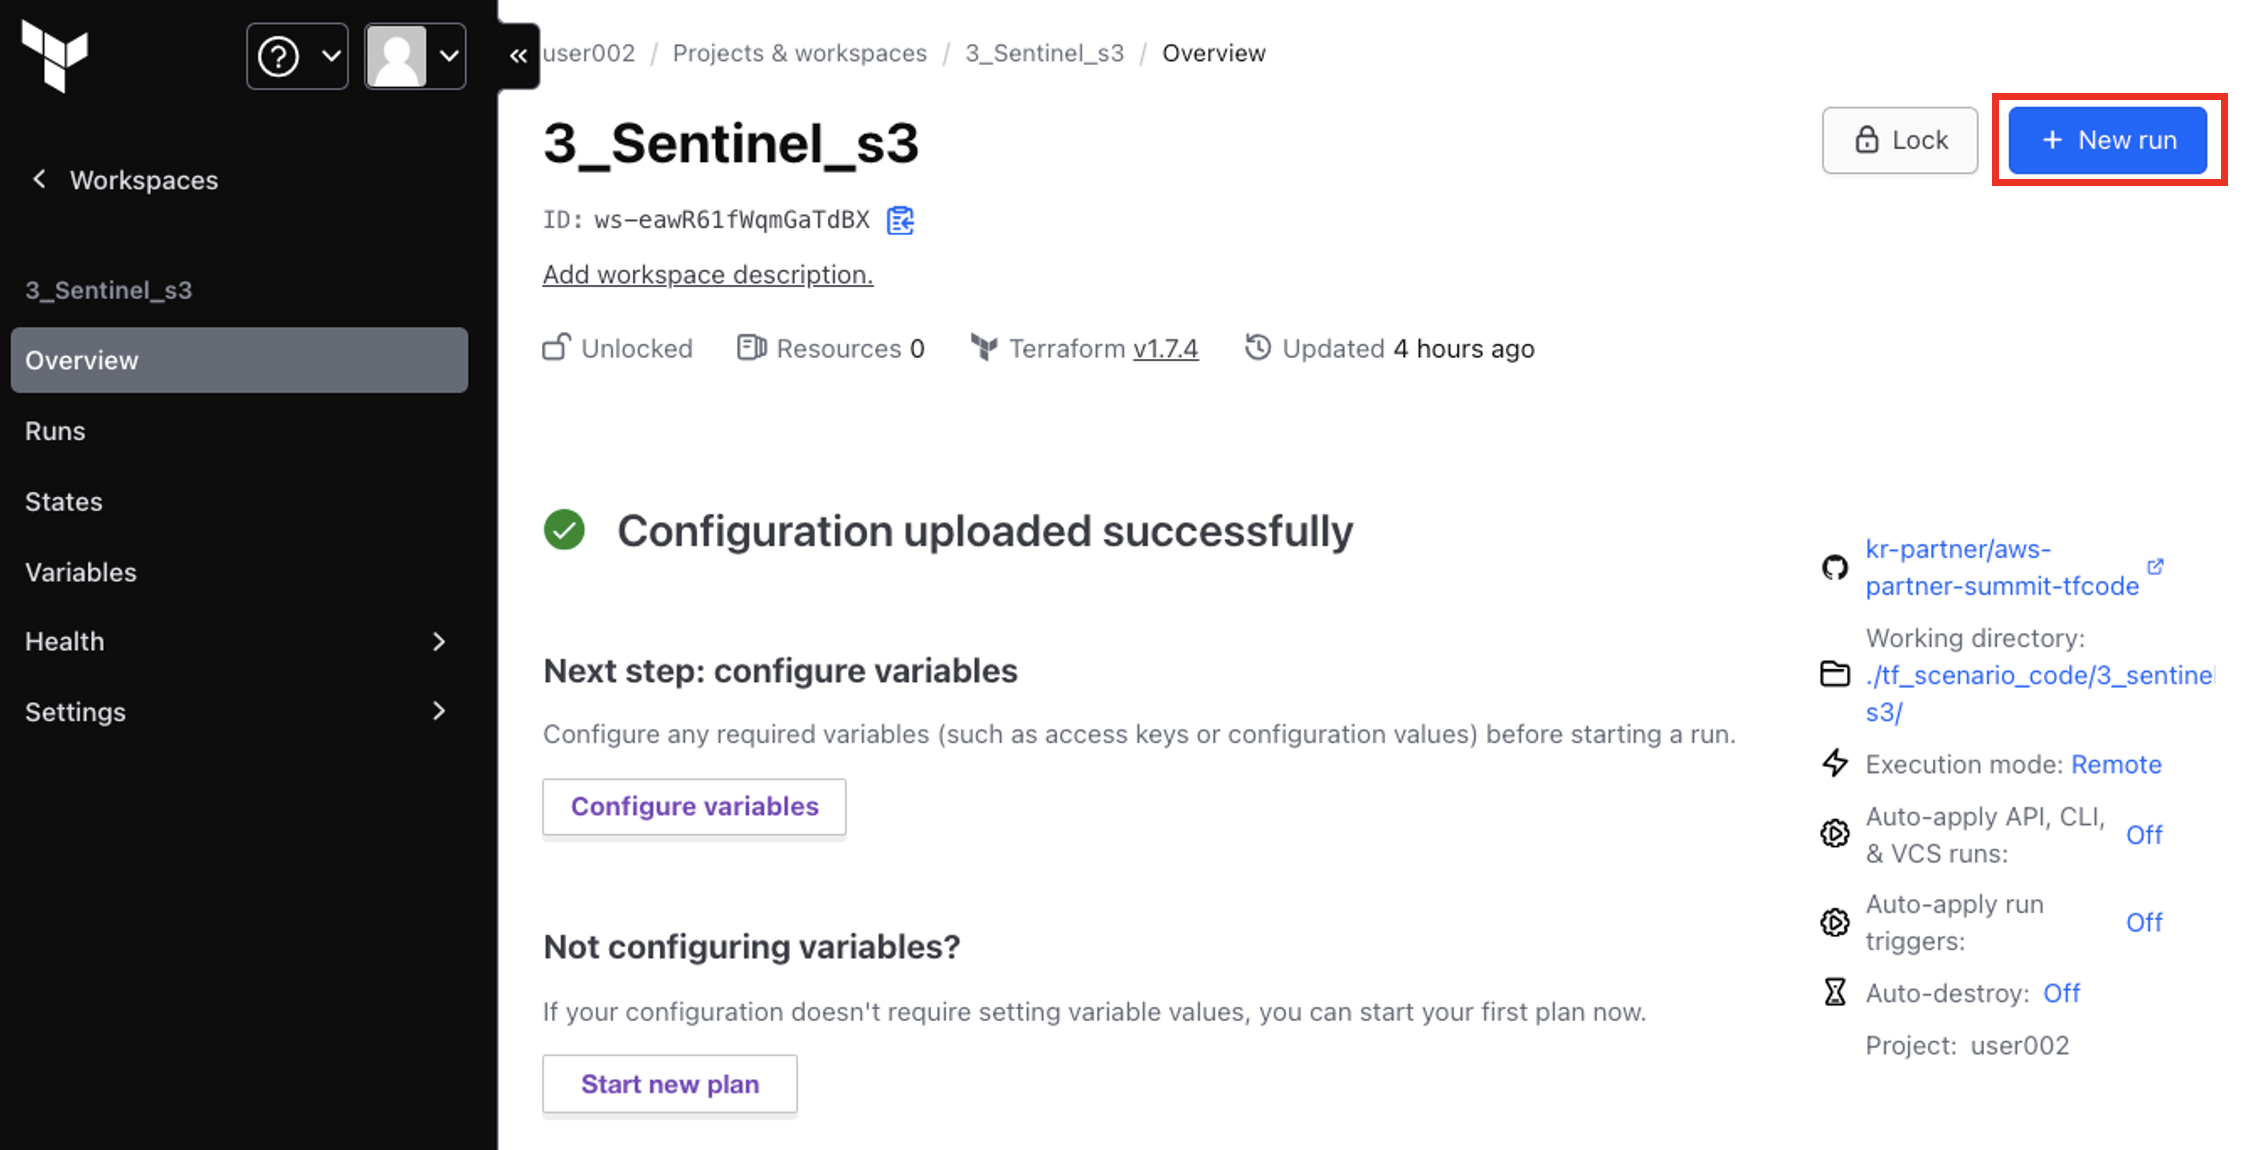 user002 / Projects & workspaces / 3_Sentinel_s3 / Overview
3_Sentinel_s3
Lock
+ New run
Workspaces
ID: ws-eawR61fWqmGaTdBX
Add workspace description.
3_Sentinel_s3
Overview
Runs
States
Variables
Health
Settings
Unlocked
Resources 0
Terraform v1.7.4
Updated 4 hours ago
Configuration uploaded successfully
Next step: configure variables
Configure any required variables (such as access keys or configuration values) before starting a run.
Configure variables
Not configuring variables?
If your configuration doesn't require setting variable values, you can start your first plan now.
Start new plan
kr-partner/aws-
partner-summit-tfcode
Working directory:
./tf_scenario_code/3_sentinel
s3/
Execution mode: Remote
Auto-apply API, CLI,
& VCS runs:
Off
Auto-apply run
triggers:
Off
Auto-destroy: Off
Project: user002